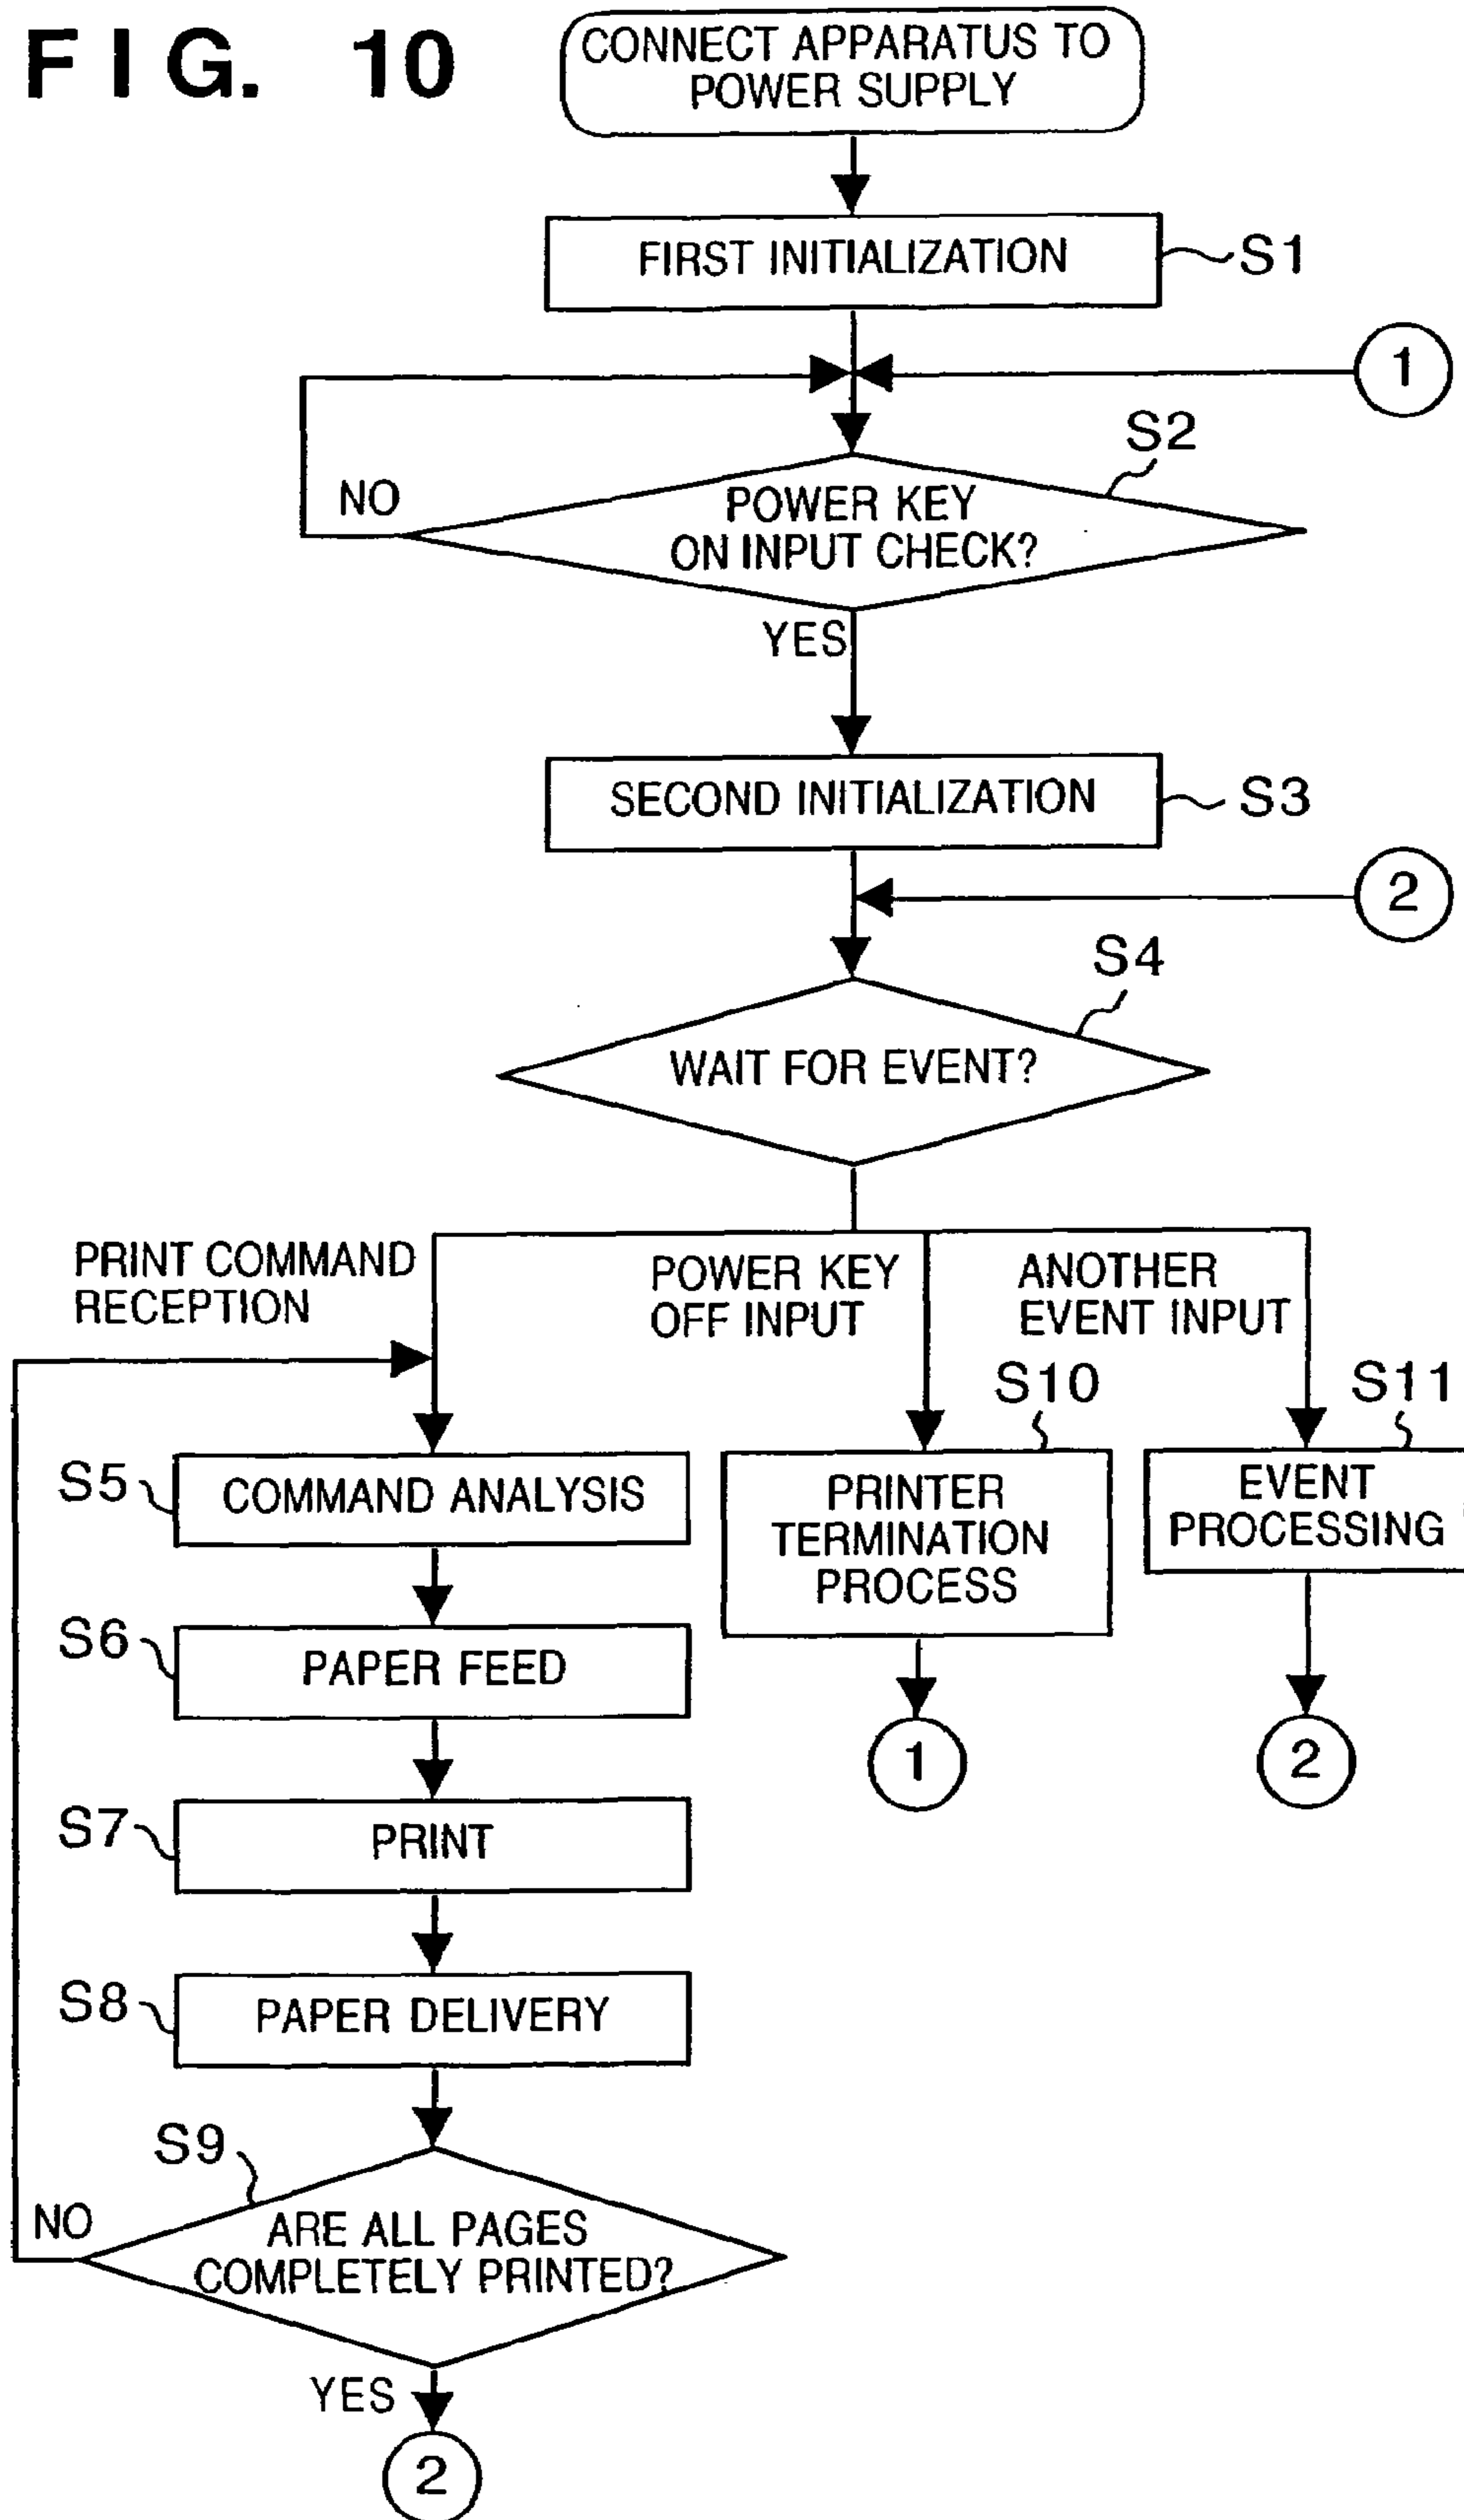 FIG. 10
CONNECT APPARATUS TO
POWER SUPPLY
FIRST INITIALIZATION
S1
1
S2
NO
POWER KEY
ON INPUT CHECK?
YES
SECOND INITIALIZATION
S3
2
S4
WAIT FOR EVENT?
PRINT COMMAND
RECEPTION
POWER KEY
OFF INPUT
ANOTHER
EVENT INPUT
S10
S11
S5
COMMAND ANALYSIS
PRINTER
TERMINATION
PROCESS
EVENT
PROCESSING
S6
PAPER FEED
1
2
S7
PRINT
S8
PAPER DELIVERY
S9
NO
ARE ALL PAGES
COMPLETELY PRINTED?
YES
2